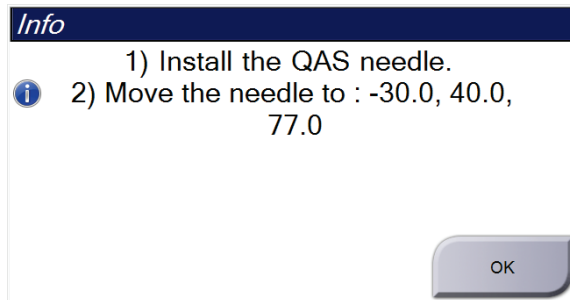 Info
1) Install the QAS needle.
2) Move the needle to : -30.0, 40.0,
77.0
OK